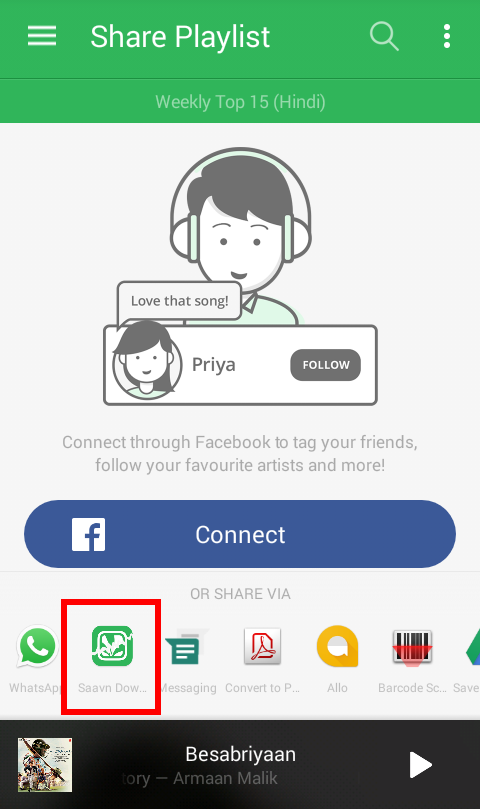 Share Playlist
Weekly Top 15 (Hindi)
Love that song!
Priya
FOLLOW
Connect through Facebook to tag your friends,
follow your favourite artists and more!
Connect
OR SHARE VIA
WhatsApp
Saavn Dow...
Messaging
Convert to P...
Allo
Barcode Sc...
Save
Besabriyaan
tory — Armaan Malik